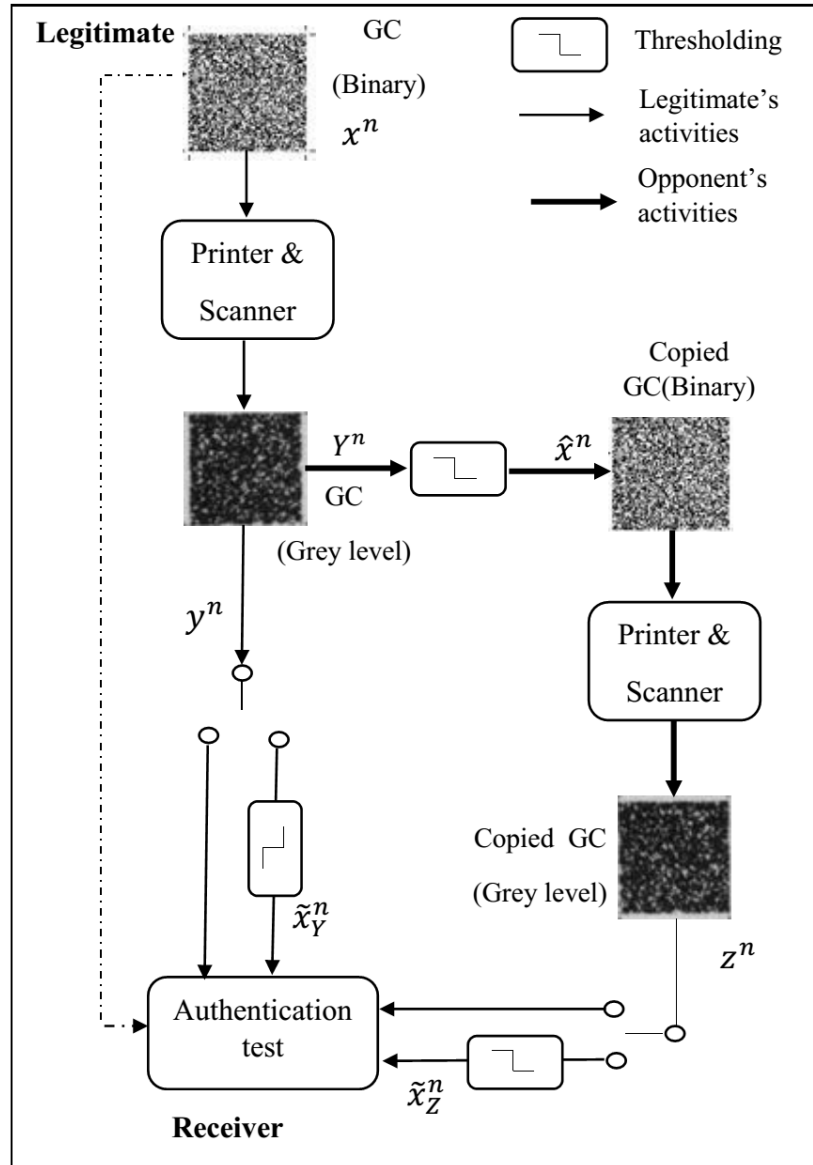 Legitimate
GC
(Binary)
xⁿ
Thresholding
Legitimate's
activities
Opponent's
activities
Printer &
Scanner
Copied
GC(Binary)
Yⁿ
GC
x̂ⁿ
(Grey level)
yⁿ
Printer &
Scanner
Copied GC
(Grey level)
zⁿ
x̃ⁿ_Y
Authentication
test
x̃ⁿ_Z
Receiver